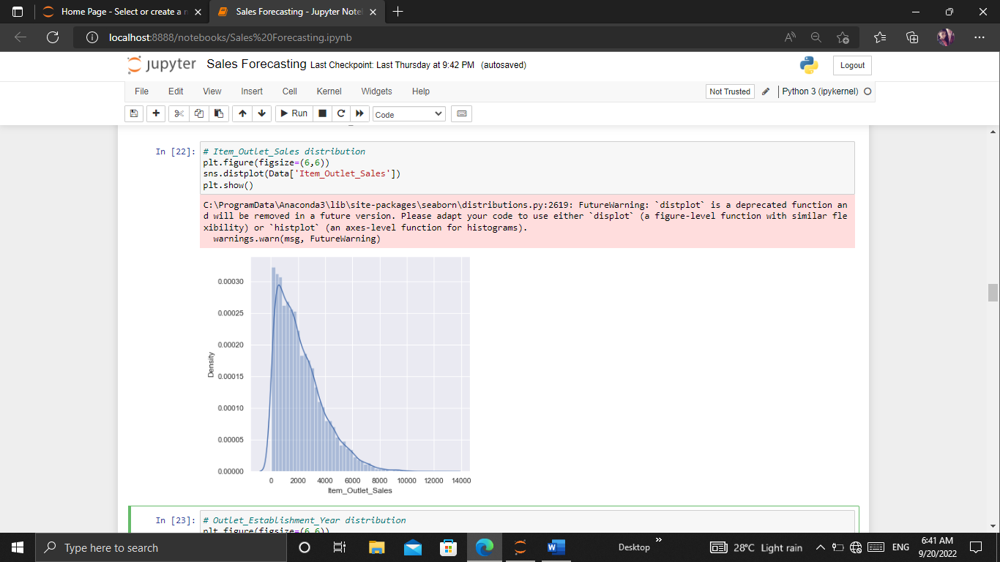 Home Page - Select or create a n
Sales Forecasting - Jupyter Note
localhost:8888/notebooks/Sales%20Forecasting.ipynb
jupyter Sales Forecasting Last Checkpoint: Last Thursday at 9:42 PM (autosaved)
Logout
File Edit View Insert Cell Kernel Widgets Help
Not Trusted
Python 3 (ipykernel)
Run
Code
In [22]: # Item_Outlet_Sales distribution
plt.figure(figsize=(6,6))
sns.distplot(Data['Item_Outlet_Sales'])
plt.show()
C:\ProgramData\Anaconda3\lib\site-packages\seaborn\distributions.py:2619: FutureWarning: `distplot` is a deprecated function an
d will be removed in a future version. Please adapt your code to use either `displot` (a figure-level function with similar fle
xibility) or `histplot` (an axes-level function for histograms).
warnings.warn(msg, FutureWarning)
0.00030
0.00025
0.00020
0.00015
0.00010
0.00005
0.00000
Density
0 2000 4000 6000 8000 10000 12000 14000
Item_Outlet_Sales
In [23]: # Outlet_Establishment_Year distribution
plt.figure(figsize=(6,6))
Type here to search
Desktop
28°C Light rain
ENG
6:41 AM
9/20/2022